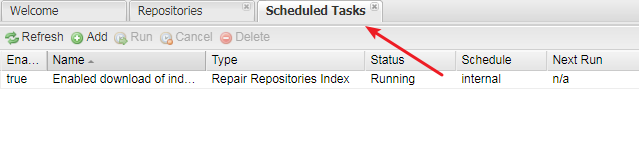 Welcome Repositories Scheduled Tasks
Refresh Add Run Cancel Delete
Ena... Name Type Status Schedule Next Run
true Enabled download of ind... Repair Repositories Index Running internal n/a